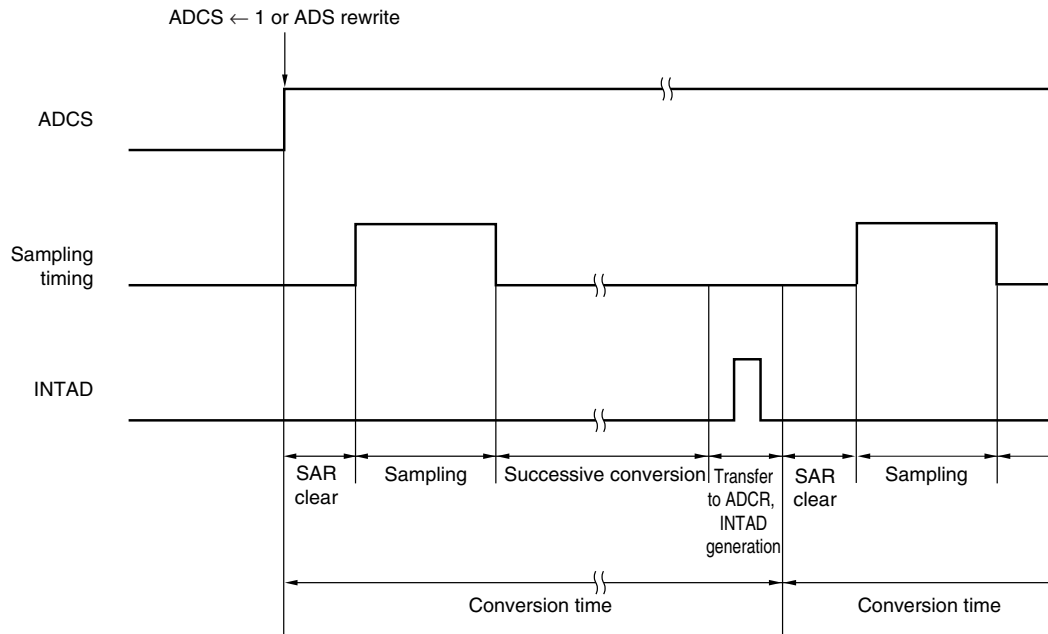 ADCS ← 1 or ADS rewrite
ADCS
Sampling
timing
INTAD
SAR
clear
Sampling
Successive conversion
Transfer
to ADCR,
INTAD
generation
SAR
clear
Sampling
Conversion time
Conversion time